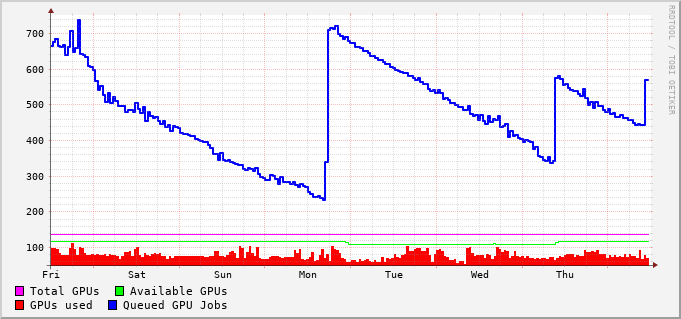 700
600
500
400
300
200
100
Fri Sat Sun Mon Tue Wed Thu
Total GPUs Available GPUs
GPUs used Queued GPU Jobs
RRDTOOL / TOBI OETIKER